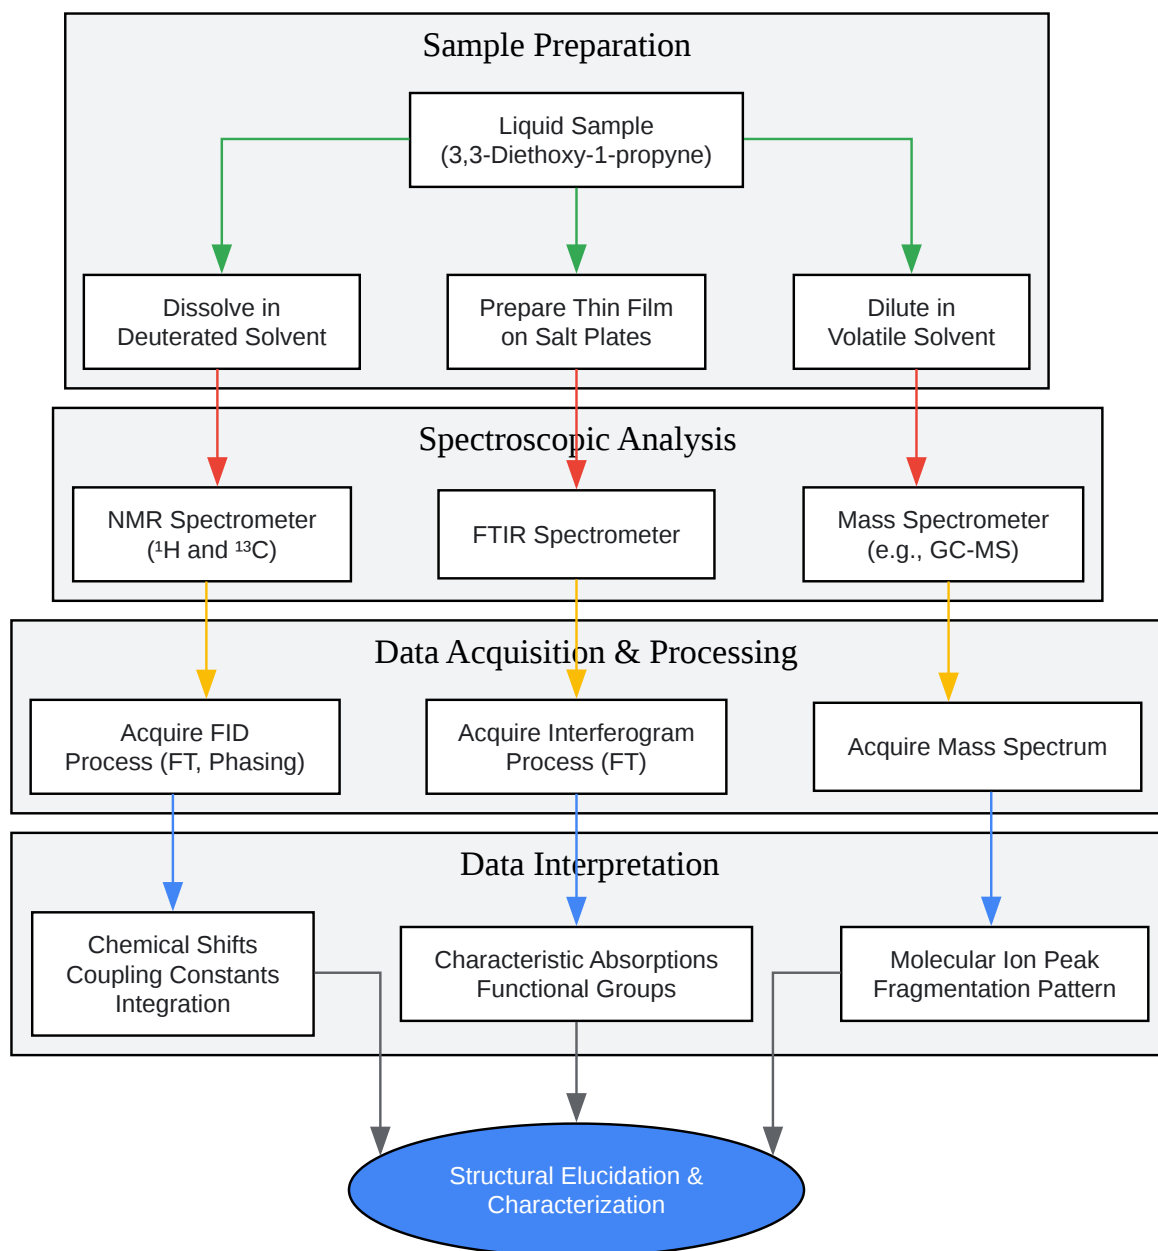 Sample Preparation
Liquid Sample
(3,3-Diethoxy-1-propyne)
Dissolve in
Deuterated Solvent
Prepare Thin Film
on Salt Plates
Dilute in
Volatile Solvent
Spectroscopic Analysis
NMR Spectrometer
(¹H and ¹³C)
FTIR Spectrometer
Mass Spectrometer
(e.g., GC-MS)
Data Acquisition & Processing
Acquire FID
Process (FT, Phasing)
Acquire Interferogram
Process (FT)
Acquire Mass Spectrum
Data Interpretation
Chemical Shifts
Coupling Constants
Integration
Characteristic Absorptions
Functional Groups
Molecular Ion Peak
Fragmentation Pattern
Structural Elucidation &
Characterization